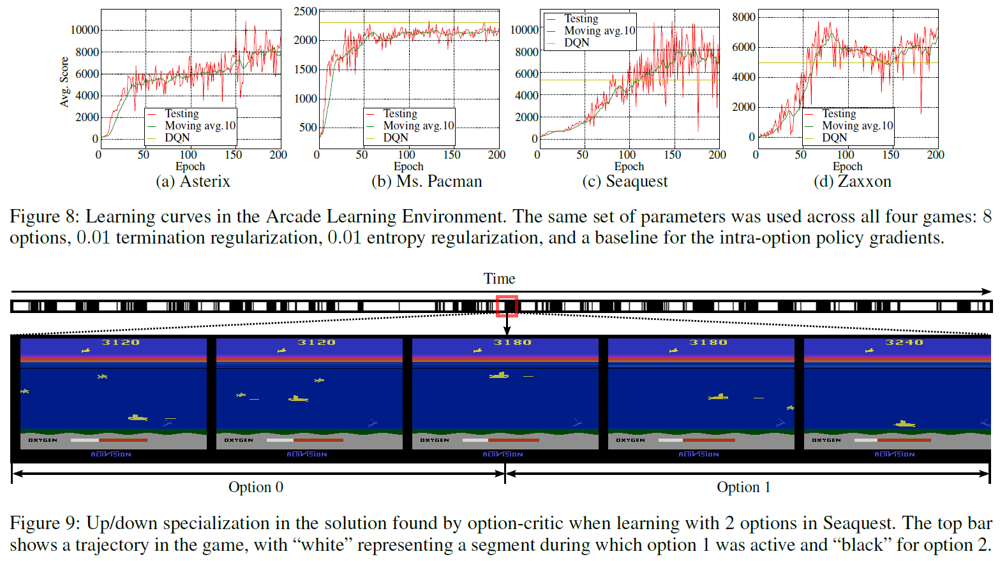 10000
8000
6000
4000
2000
0
Avg. Score
Testing
Moving avg.10
DQN
0 50 100 150 200
Epoch
(a) Asterix
2500
2000
1500
1000
500
Testing
Moving avg.10
DQN
0 50 100 150 200
Epoch
(b) Ms. Pacman
10000
8000
6000
4000
2000
0
Testing
Moving avg.10
DQN
0 50 100 150 200
Epoch
(c) Seaquest
8000
6000
4000
2000
0
Testing
Moving avg.10
DQN
0 50 100 150 200
Epoch
(d) Zaxxon
Figure 8: Learning curves in the Arcade Learning Environment. The same set of parameters was used across all four games: 8
options, 0.01 termination regularization, 0.01 entropy regularization, and a baseline for the intra-option policy gradients.
Time
3120 3120 3180 3180 3240
OXYGEN OXYGEN OXYGEN OXYGEN OXYGEN
ACTIVISION ACTIVISION ACTIVISION ACTIVISION ACTIVISION
Option 0 Option 1
Figure 9: Up/down specialization in the solution found by option-critic when learning with 2 options in Seaquest. The top bar
shows a trajectory in the game, with “white” representing a segment during which option 1 was active and “black” for option 2.